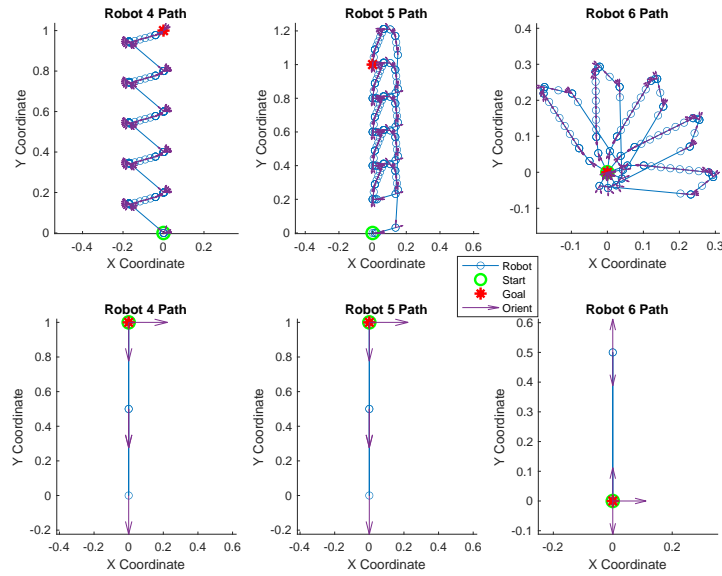 Robot 4 Path
Robot 5 Path
Robot 6 Path
Y Coordinate
1
0.8
0.6
0.4
0.2
0
-0.4 -0.2 0 0.2
X Coordinate
Y Coordinate
1.2
1
0.8
0.6
0.4
0.2
0
-0.4 -0.2 0 0.2 0.4 0.6
X Coordinate
Y Coordinate
0.4
0.3
0.2
0.1
0
-0.1
-0.1 0 0.1 0.2 0.3
X Coordinate
Robot
Start
Goal
Orient
Robot 4 Path
Robot 5 Path
Robot 6 Path
Y Coordinate
1
0.8
0.6
0.4
0.2
0
-0.2
-0.4 -0.2 0 0.2 0.4 0.6
X Coordinate
Y Coordinate
1
0.8
0.6
0.4
0.2
0
-0.2
-0.4 -0.2 0 0.2 0.4 0.6
X Coordinate
Y Coordinate
0.6
0.5
0.4
0.3
0.2
0.1
0
-0.1
-0.2 0 0.2
X Coordinate